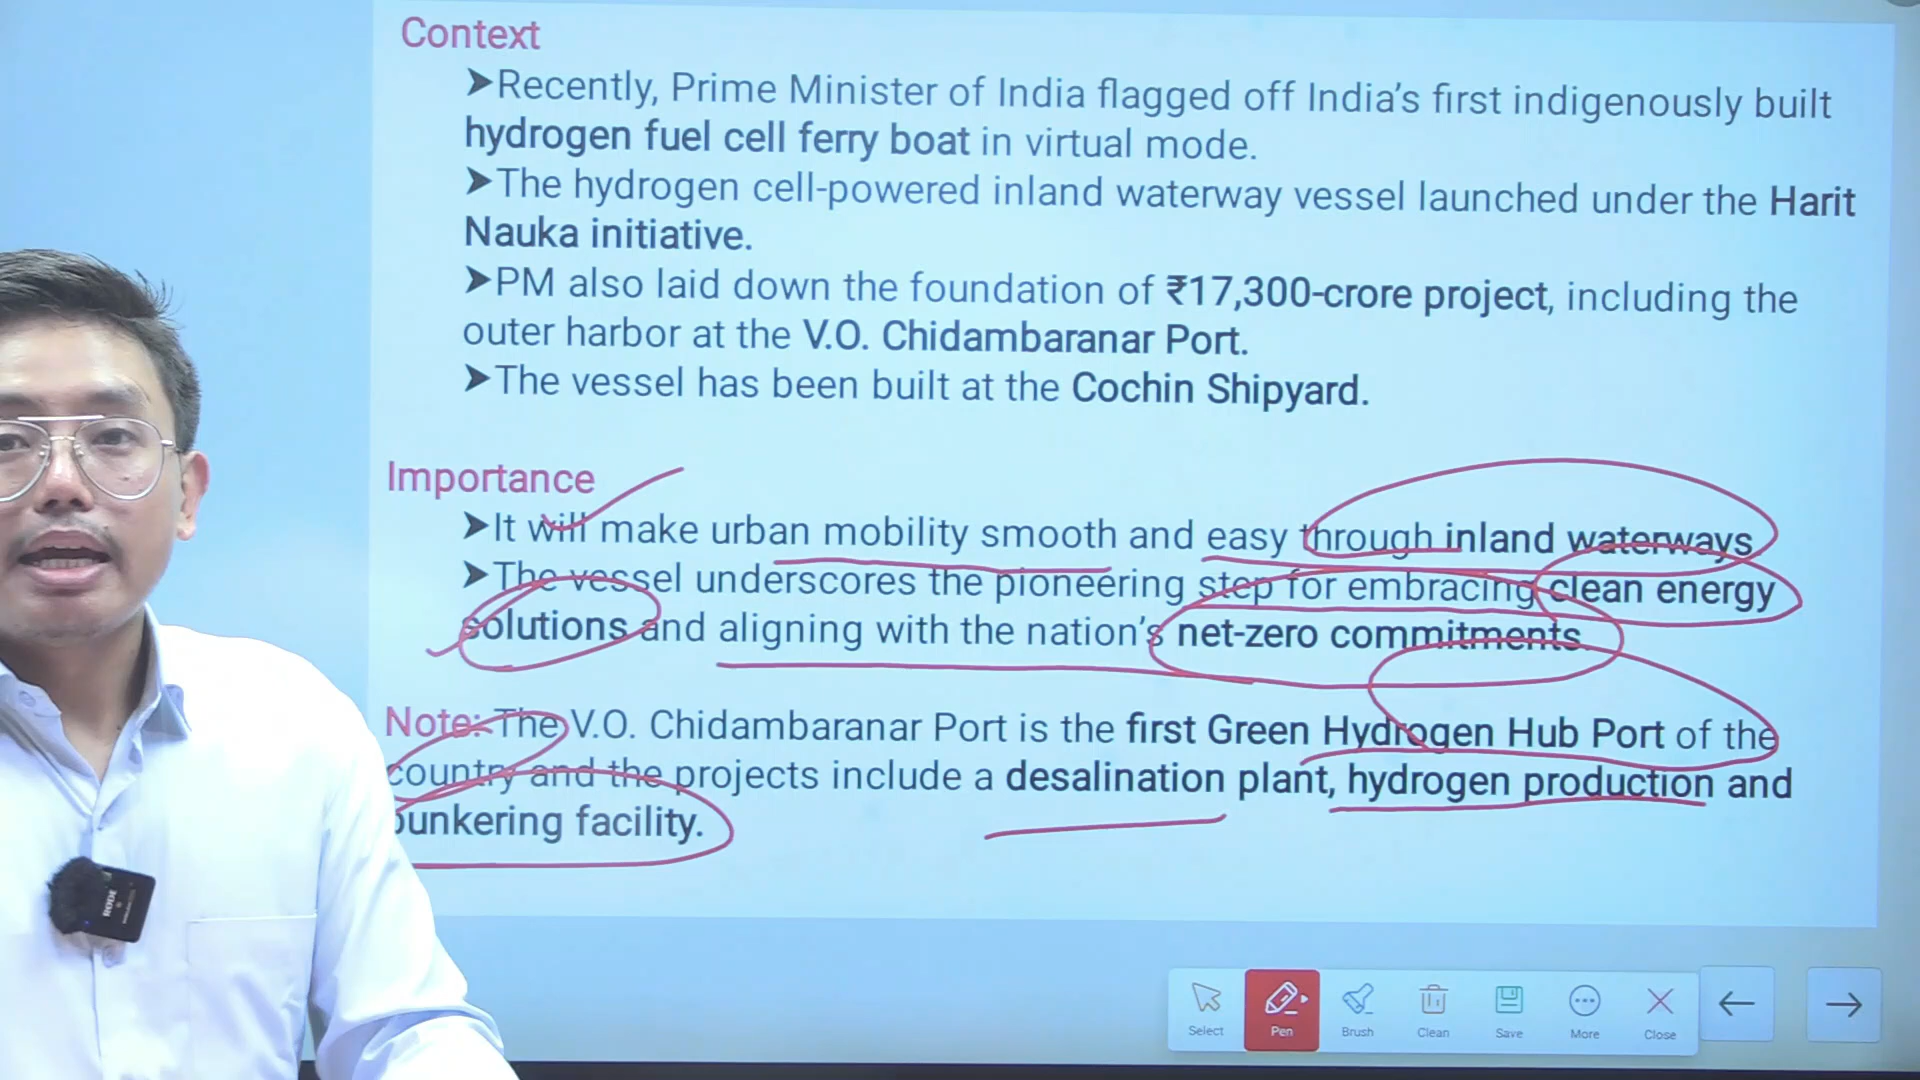 Context
➤Recently, Prime Minister of India flagged off India's first indigenously built
hydrogen fuel cell ferry boat in virtual mode.
➤The hydrogen cell-powered inland waterway vessel launched under the Harit
Nauka initiative.
➤PM also laid down the foundation of ₹17,300-crore project, including the
outer harbor at the V.O. Chidambaranar Port.
➤The vessel has been built at the Cochin Shipyard.
Importance
➤It will make urban mobility smooth and easy through inland waterways
➤The vessel underscores the pioneering step for embracing clean energy
solutions and aligning with the nation's net-zero commitments.
Note: The V.O. Chidambaranar Port is the first Green Hydrogen Hub Port of the
country and the projects include a desalination plant, hydrogen production and
bunkering facility.
RODE
Select Pen Brush Clean Save More Close